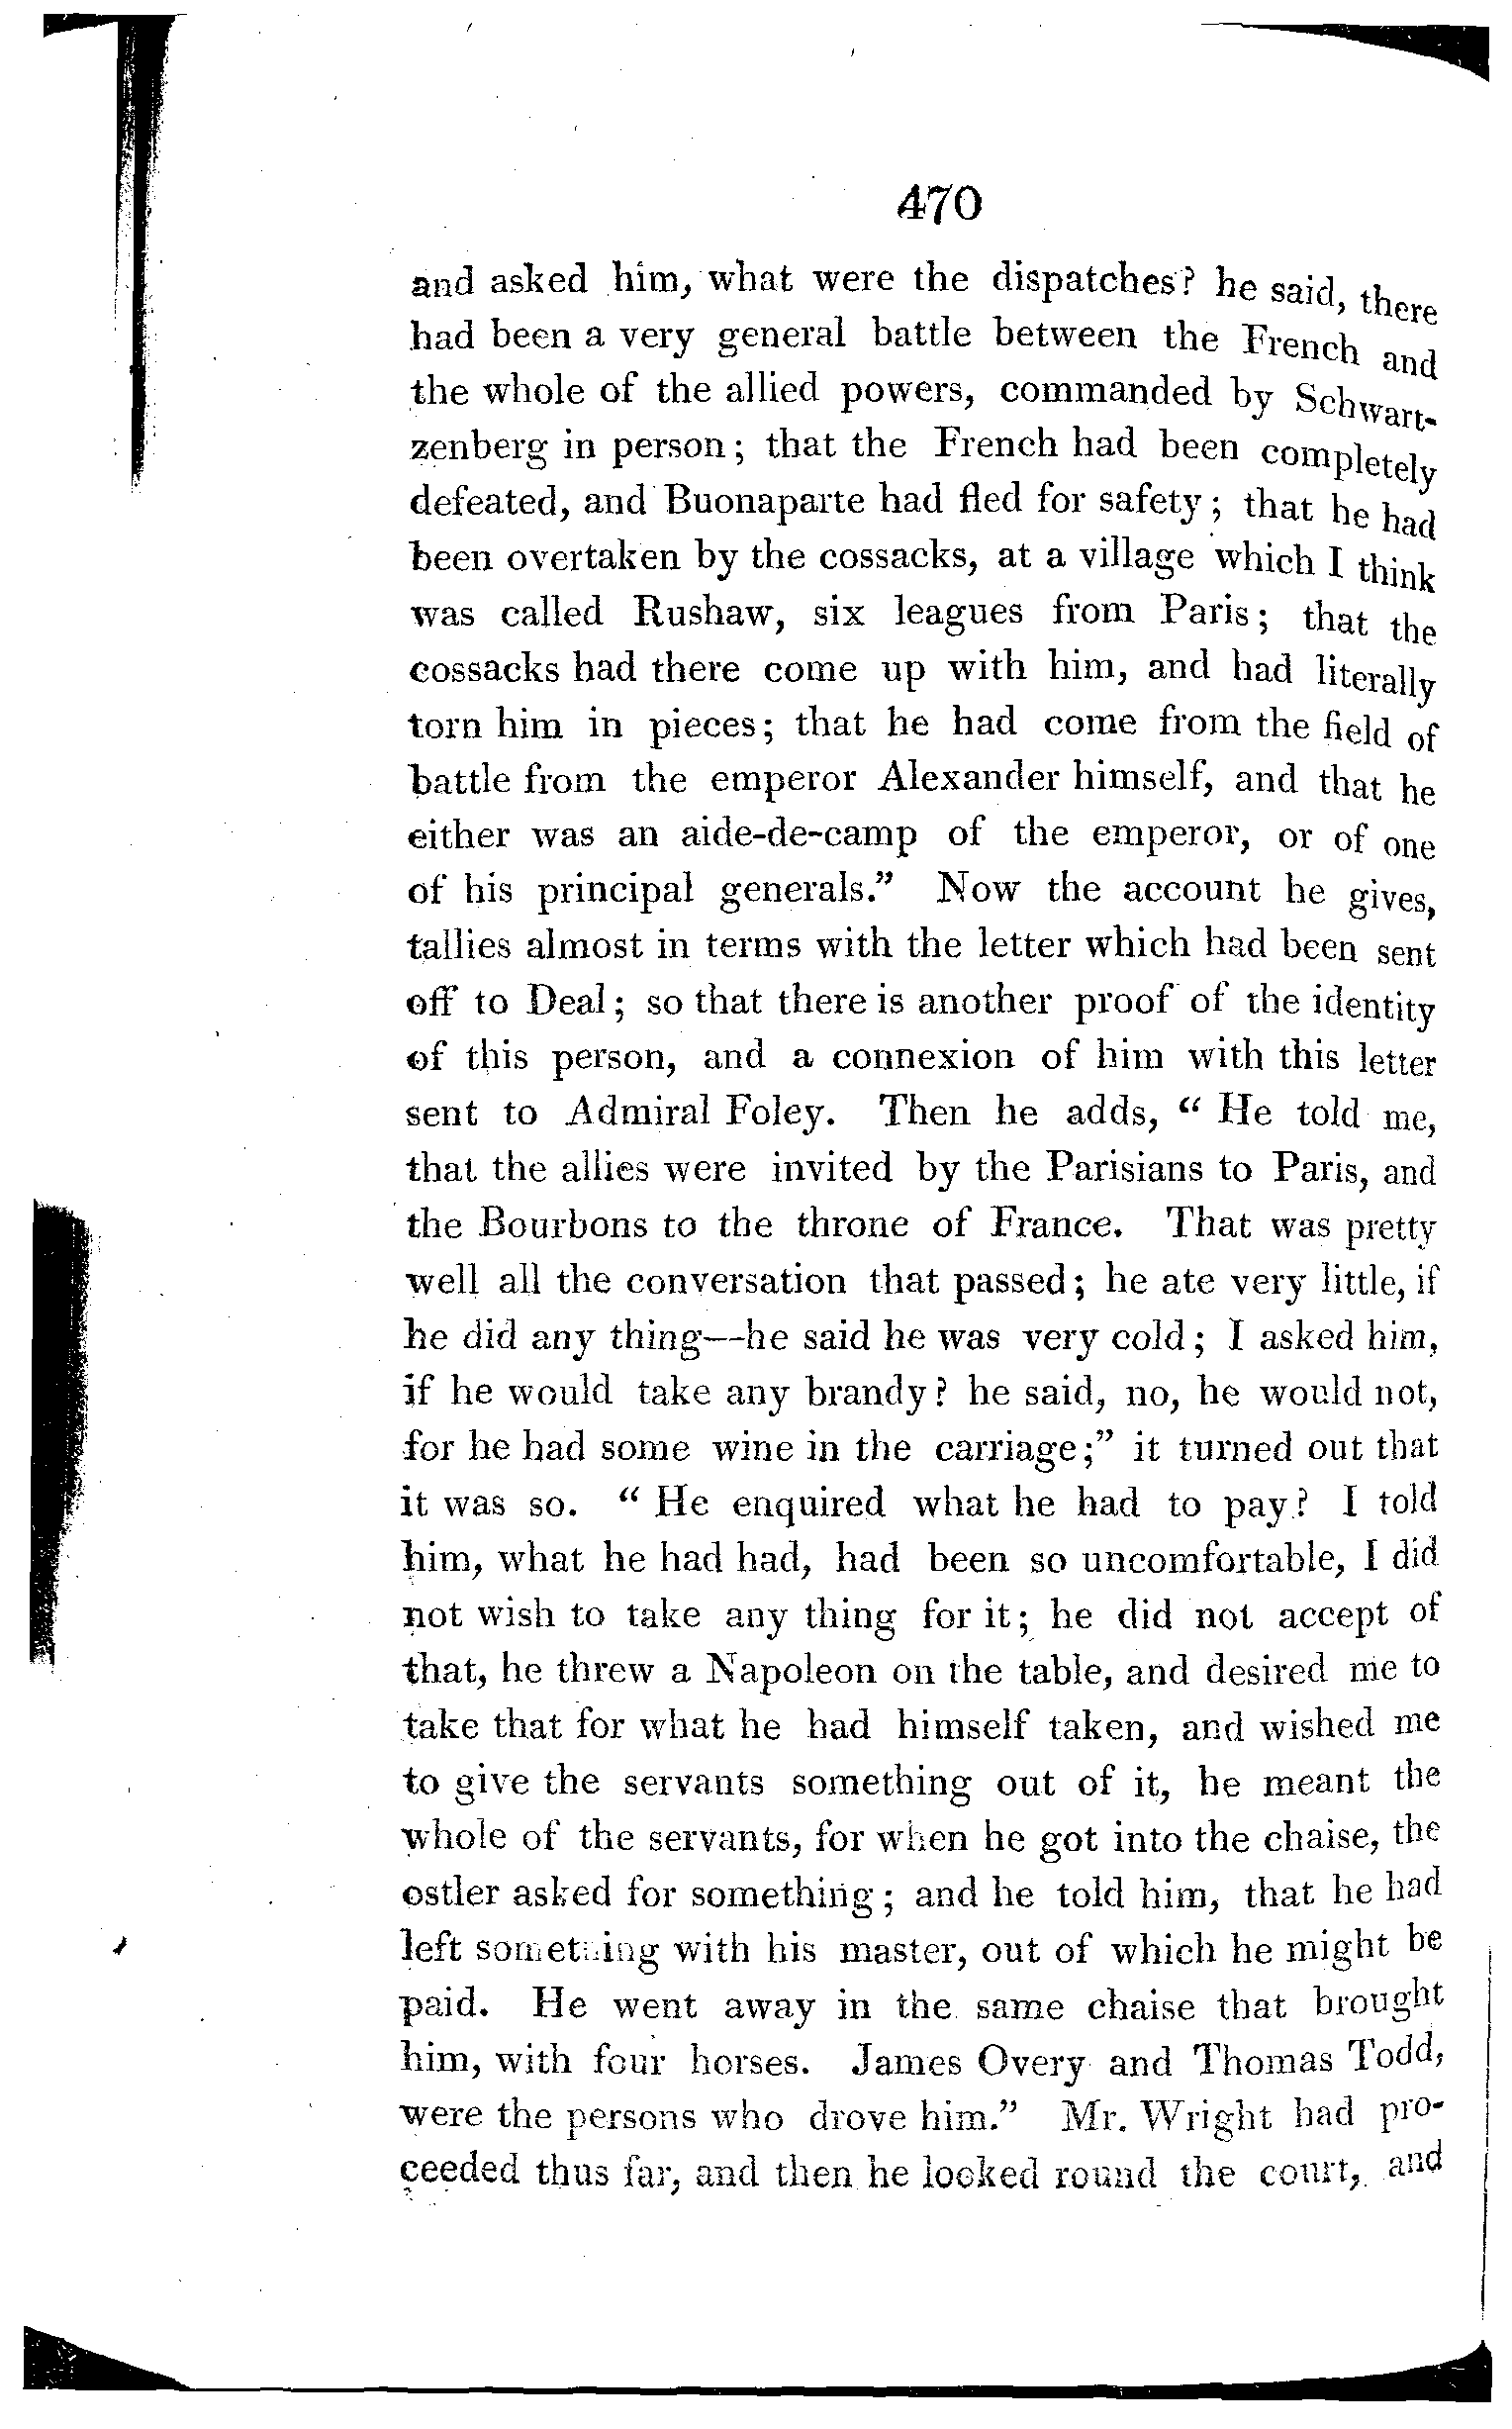 470
and asked him, what were the dispatches? he said, there
had been a very general battle between the French and
the whole of the allied powers, commanded by Schwart-
zenberg in person; that the French had been completely
defeated, and Buonaparte had fled for safety; that he had
been overtaken by the cossacks, at a village which I think
was called Rushaw, six leagues from Paris; that the
cossacks had there come up with him, and had literally
torn him in pieces; that he had come from the field of
battle from the emperor Alexander himself, and that he
either was an aide-de-camp of the emperor, or of one
of his principal generals.” Now the account he gives,
tallies almost in terms with the letter which had been sent
off to Deal; so that there is another proof of the identity
of this person, and a connexion of him with this letter
sent to Admiral Foley. Then he adds, “ He told me,
that the allies were invited by the Parisians to Paris, and
the Bourbons to the throne of France. That was pretty
well all the conversation that passed; he ate very little, if
he did any thing—he said he was very cold; I asked him,
if he would take any brandy? he said, no, he would not,
for he had some wine in the carriage;” it turned out that
it was so. “ He enquired what he had to pay? I told
him, what he had had, had been so uncomfortable, I did
not wish to take any thing for it; he did not accept of
that, he threw a Napoleon on the table, and desired me to
take that for what he had himself taken, and wished me
to give the servants something out of it, he meant the
whole of the servants, for when he got into the chaise, the
ostler asked for something; and he told him, that he had
left something with his master, out of which he might be
paid. He went away in the same chaise that brought
him, with four horses. James Overy and Thomas Todd,
were the persons who drove him.” Mr. Wright had pro-
ceeded thus far, and then he looked round the court, and